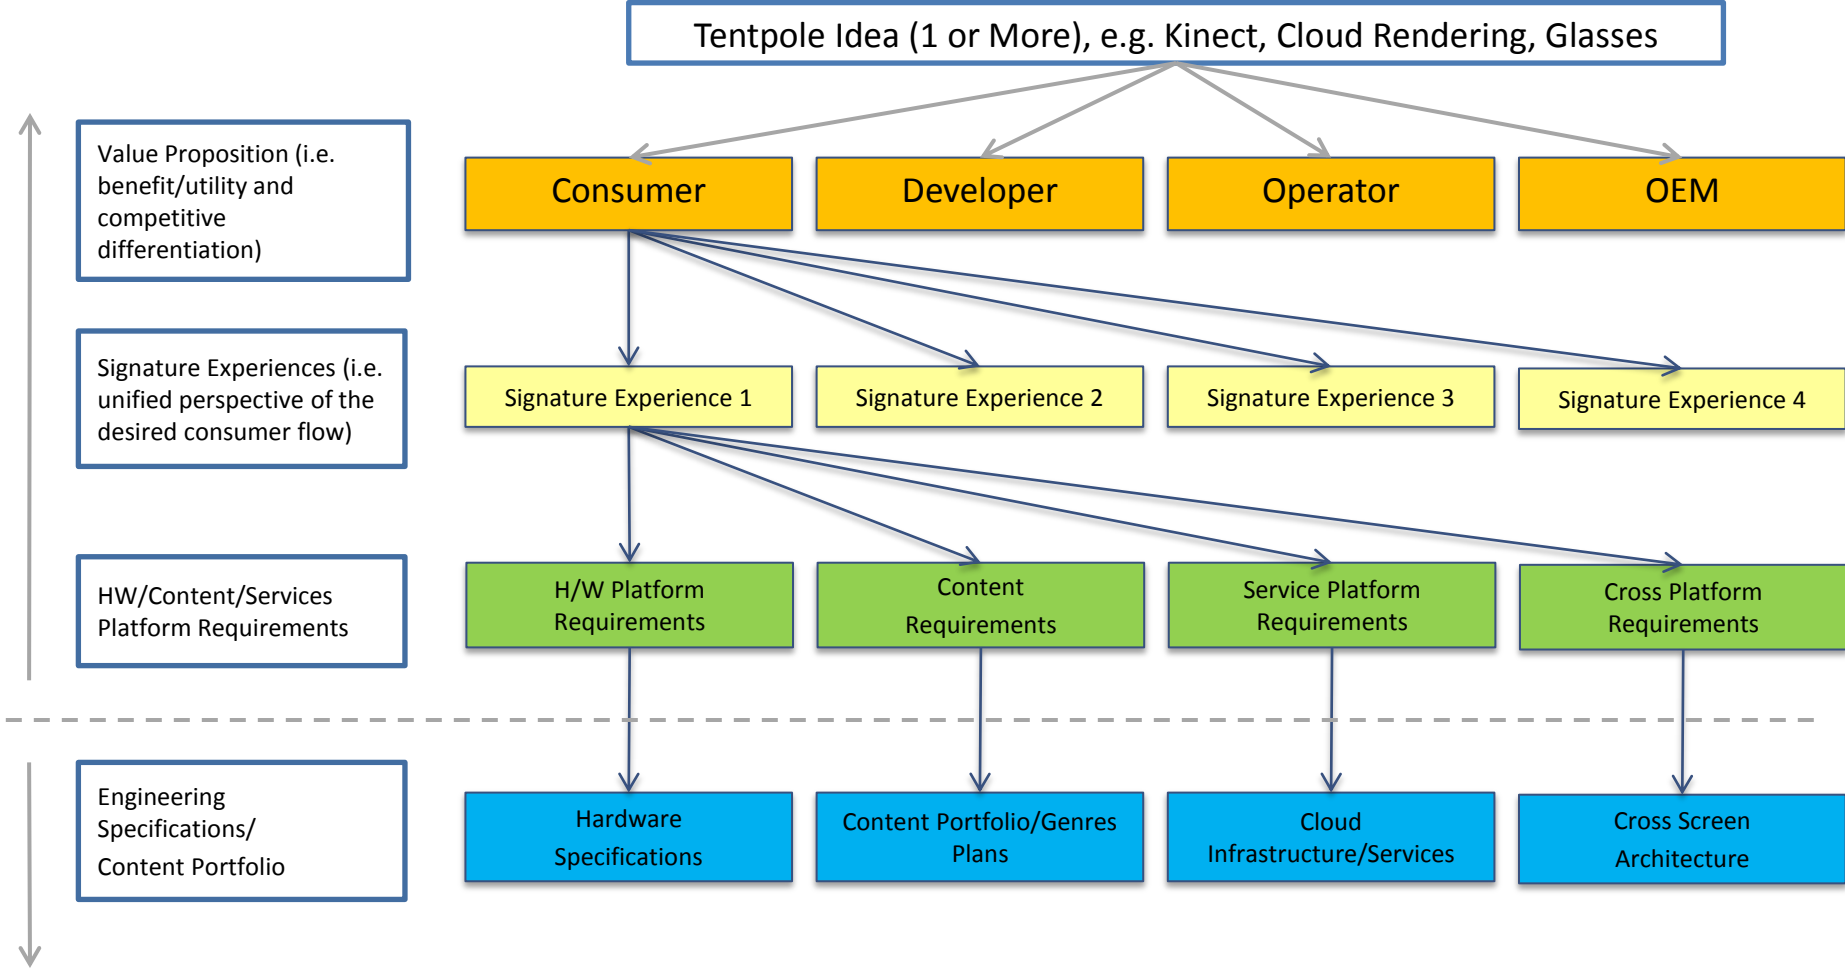 Tentpole Idea (1 or More), e.g. Kinect, Cloud Rendering, Glasses
Value Proposition (i.e.
benefit/utility and
competitive
differentiation)
Consumer
Developer
Operator
OEM
Signature Experiences (i.e.
unified perspective of the
desired consumer flow)
Signature Experience 1
Signature Experience 2
Signature Experience 3
Signature Experience 4
HW/Content/Services
Platform Requirements
H/W Platform
Requirements
Content
Requirements
Service Platform
Requirements
Cross Platform
Requirements
Engineering
Specifications/
Content Portfolio
Hardware
Specifications
Content Portfolio/Genres
Plans
Cloud
Infrastructure/Services
Cross Screen
Architecture